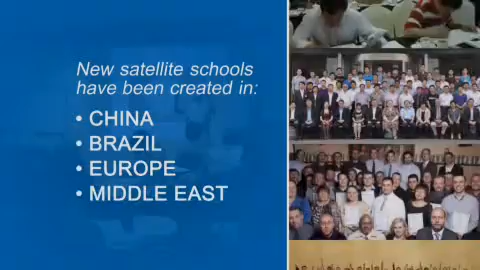 New satellite schools
have been created in:
• CHINA
• BRAZIL
• EUROPE
• MIDDLE EAST